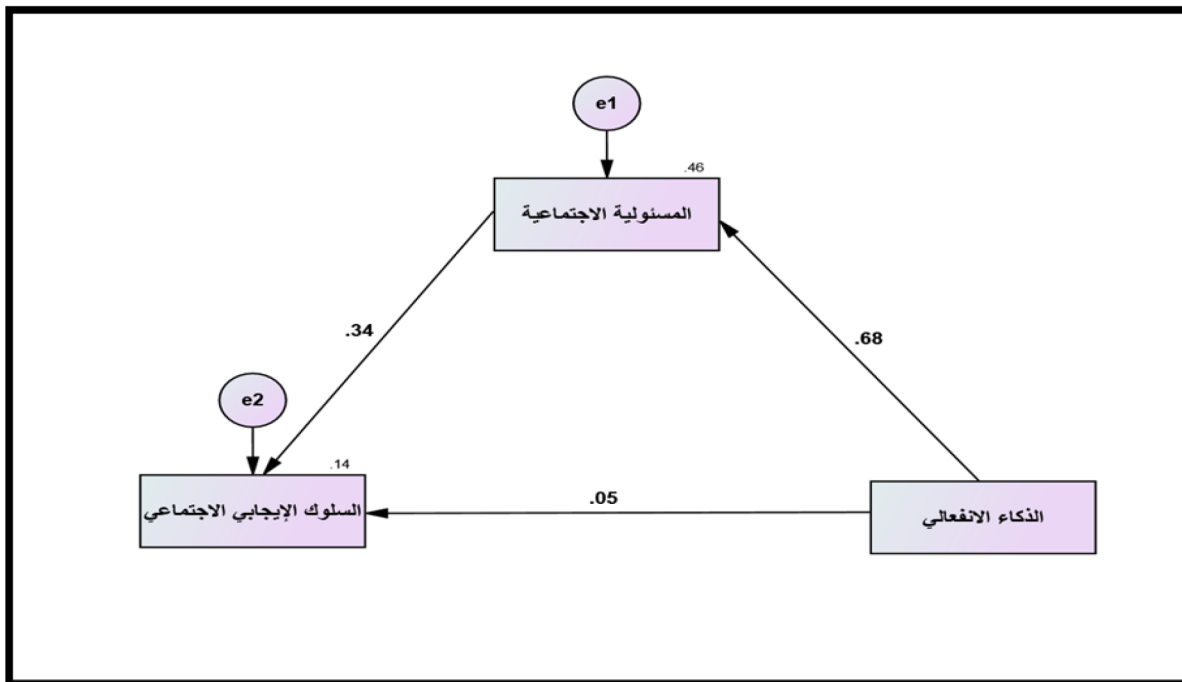 e1
.46
المسئولية الاجتماعية
.34
.68
e2
.14
السلوك الإيجابي الاجتماعي
.05
الذكاء الانفعالي